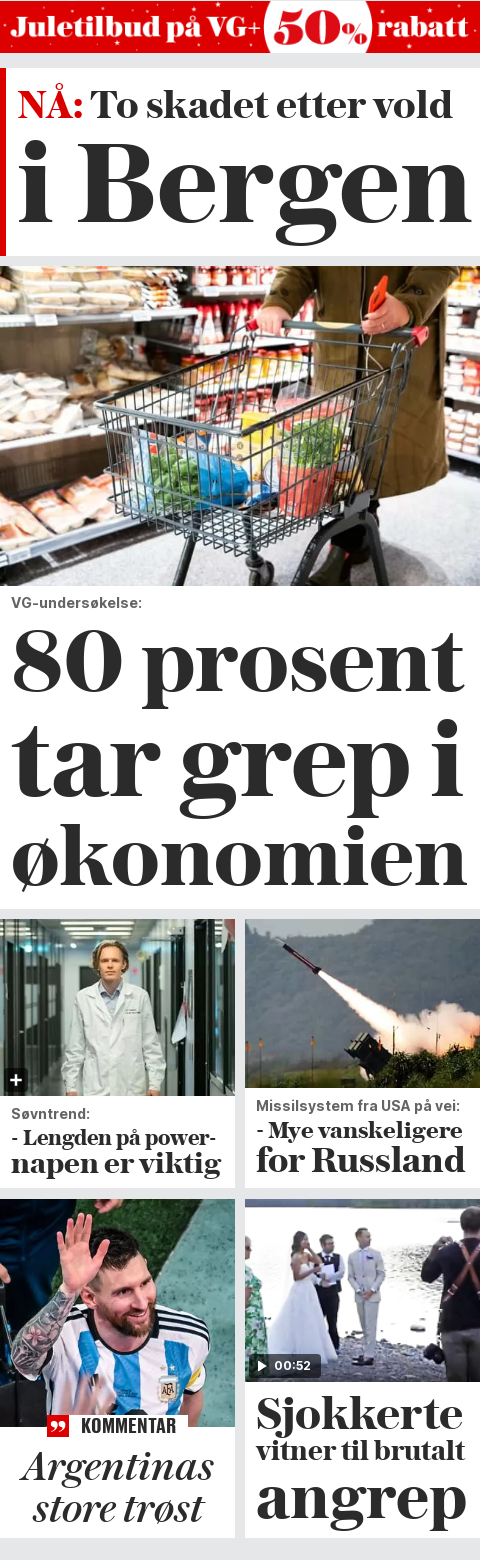 Juletilbud på VG+ 50% rabatt
NÅ: To skadet etter vold
i Bergen
VG-undersøkelse:
80 prosent
tar grep i
økonomien
Søvntrend:
- Lengden på power-
napen er viktig
Missilsystem fra USA på vei:
- Mye vanskeligere
for Russland
AFA
KOMMENTAR
Argentinas
store trøst
00:52
Sjokkerte
vitner til brutalt
angrep